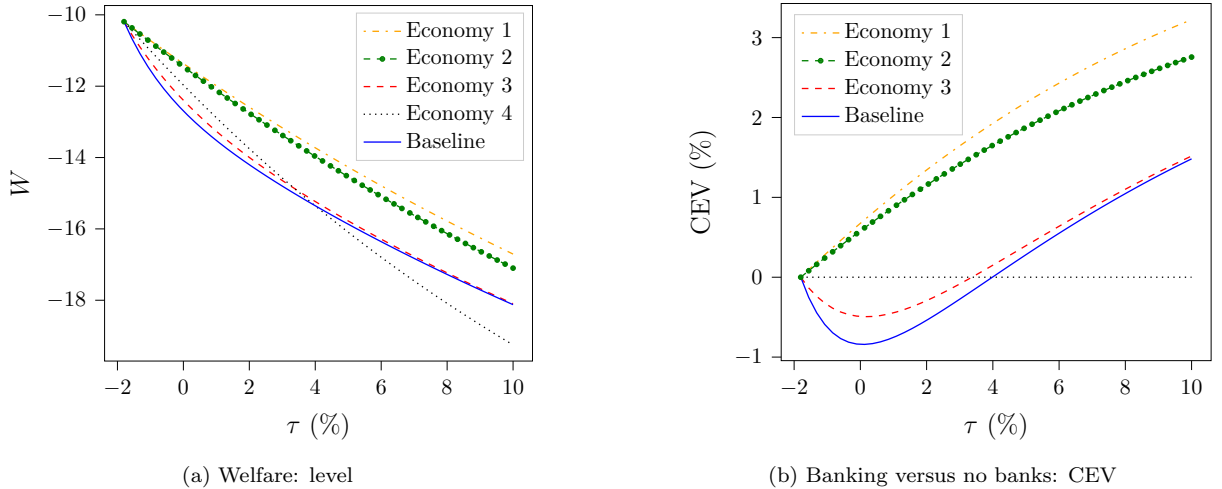 −10
−12
−14
−16
−18
W
−2
0
2
4
6
8
10
τ (%)
Economy 1
Economy 2
Economy 3
Economy 4
Baseline
(a) Welfare: level
3
2
1
0
−1
CEV (%)
−2
0
2
4
6
8
10
τ (%)
Economy 1
Economy 2
Economy 3
Baseline
(b) Banking versus no banks: CEV